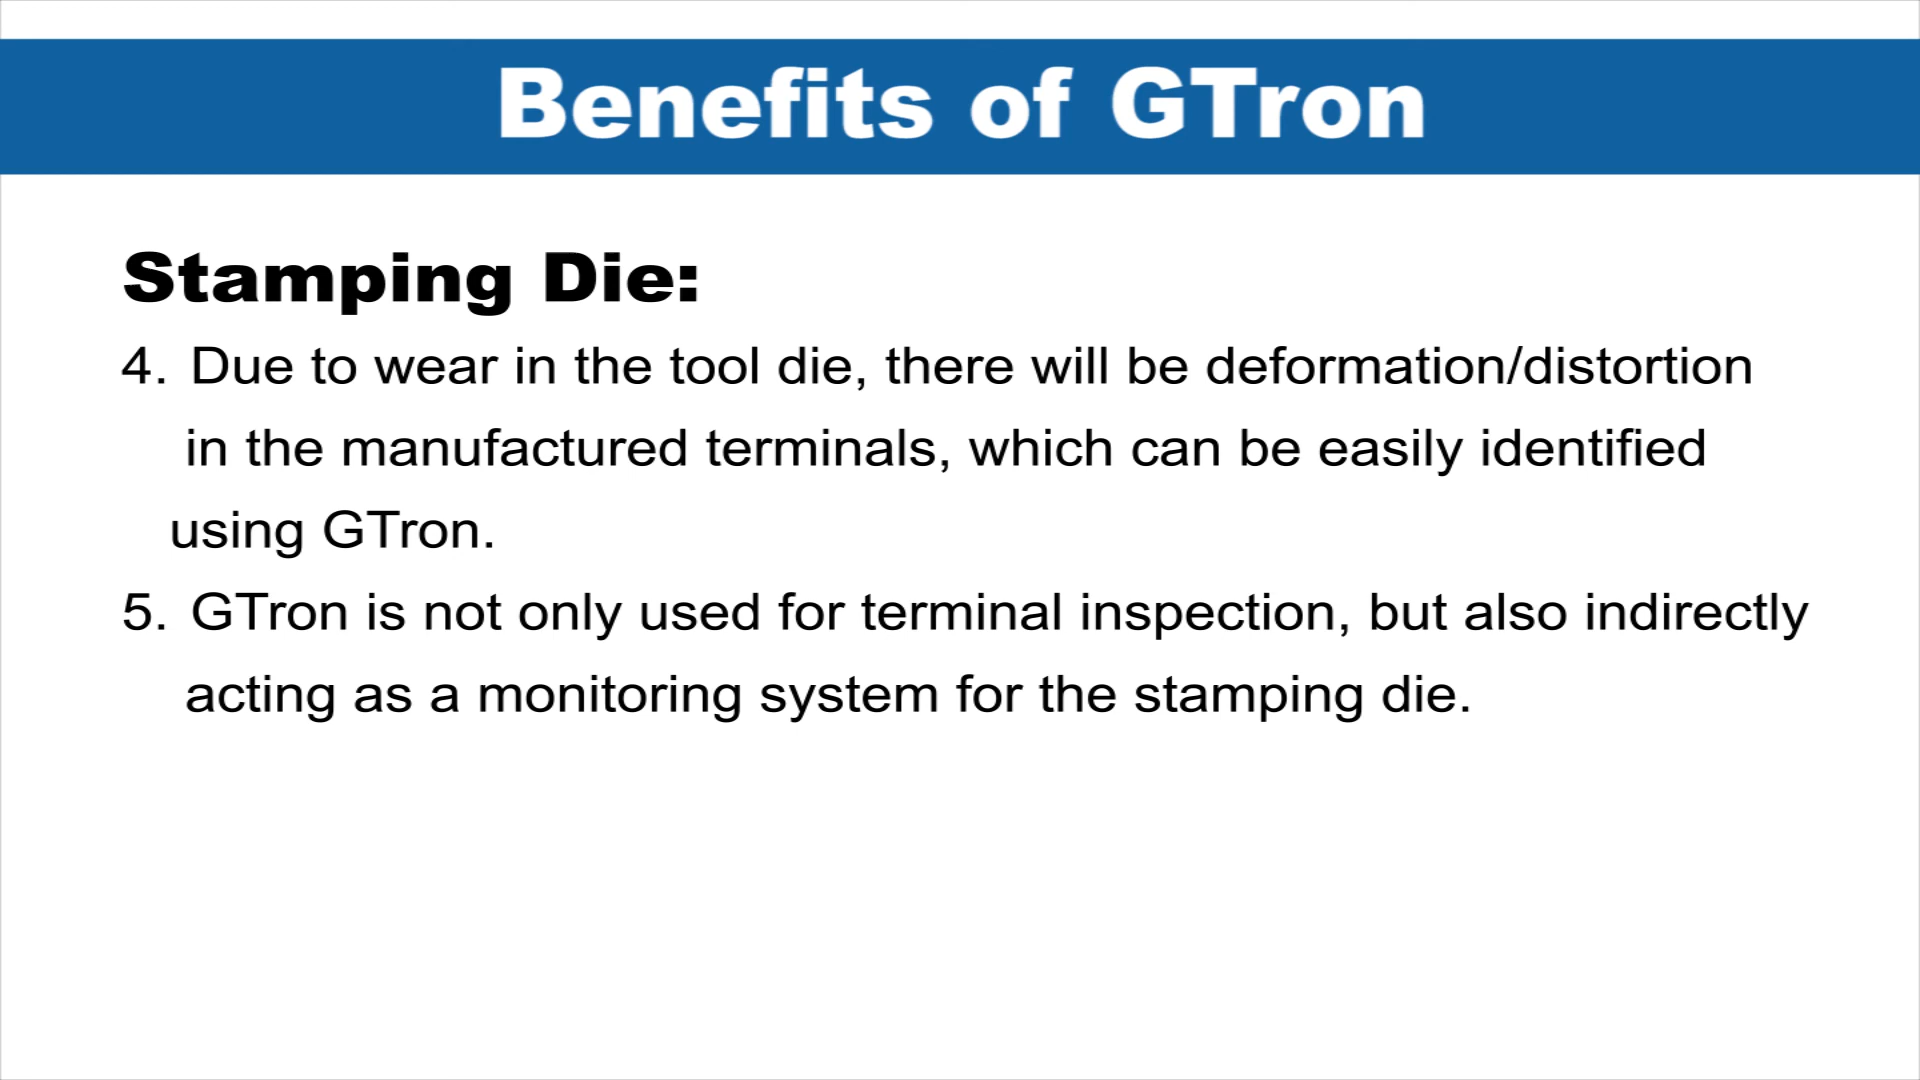 Benefits of GTron
Stamping Die:
4. Due to wear in the tool die, there will be deformation/distortion
in the manufactured terminals, which can be easily identified
using GTron.
5. GTron is not only used for terminal inspection, but also indirectly
acting as a monitoring system for the stamping die.